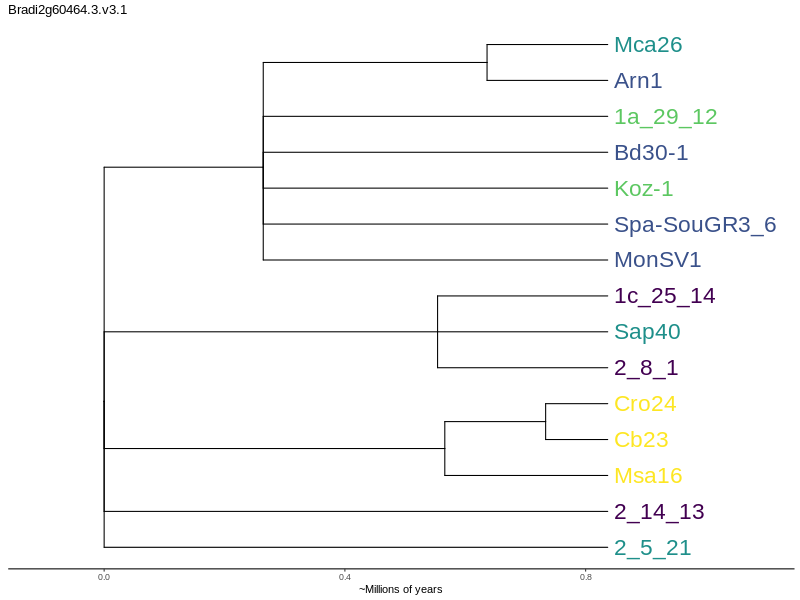 Bradi2g60464.3.v3.1
Mca26
Arn1
1a_29_12
Bd30-1
Koz-1
Spa-SouGR3_6
MonSV1
1c_25_14
Sap40
2_8_1
Cro24
Cb23
Msa16
2_14_13
2_5_21
0.0 0.4 0.8
~Millions of years